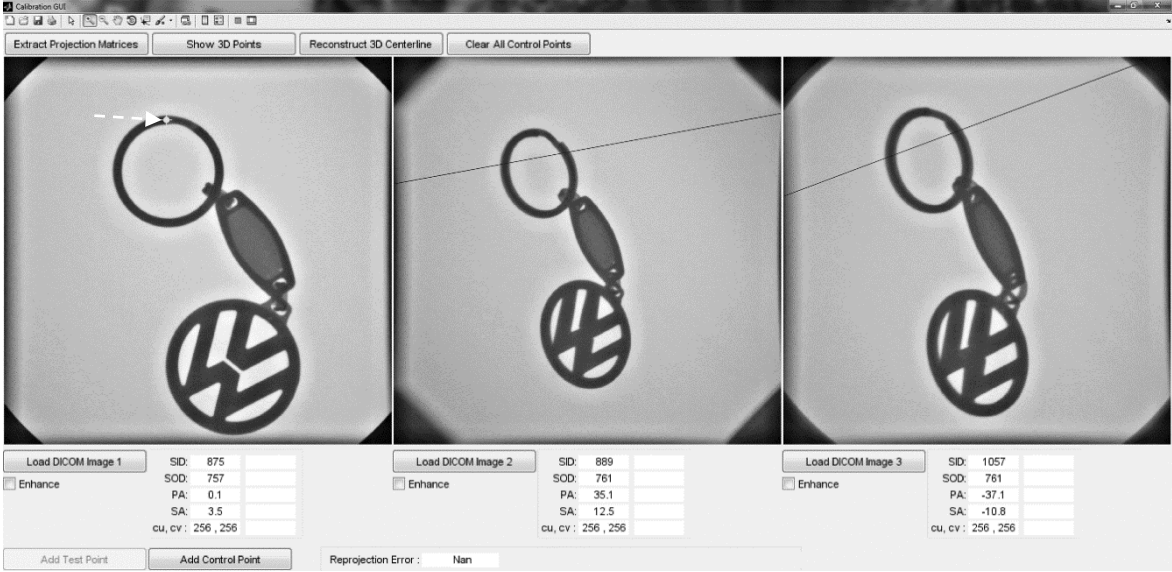 Calibration GUI
Extract Projection Matrices Show 3D Points Reconstruct 3D Centerline Clear All Control Points
Load DICOM Image 1 SID: 875 Load DICOM Image 2 SID: 889 Load DICOM Image 3 SID: 1057
Enhance SOD: 757 Enhance SOD: 761 Enhance SOD: 761
PA: 0.1 PA: 35.1 PA: -37.1
SA: 3.5 SA: 12.5 SA: -10.8
cu, cv : 256 , 256 cu, cv : 256 , 256 cu, cv : 256 , 256
Add Test Point Add Control Point Reprojection Error : Nan